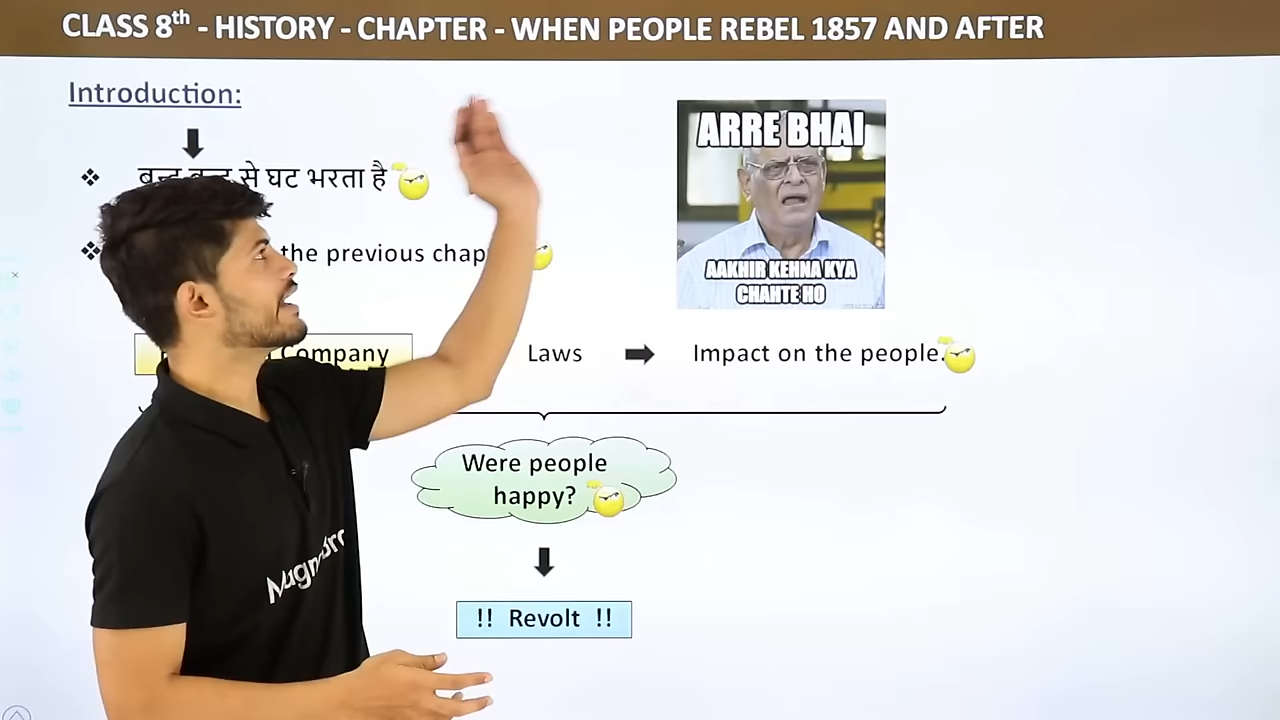 CLASS 8th - HISTORY - CHAPTER - WHEN PEOPLE REBEL 1857 AND AFTER
Introduction:
से घट भरता है
the previous
ARRE BHAI
AAKHIR KEHNA KYA
CHAHTE HO
Company
Laws
Impact on the people.
Were people
happy?
!! Revolt !!